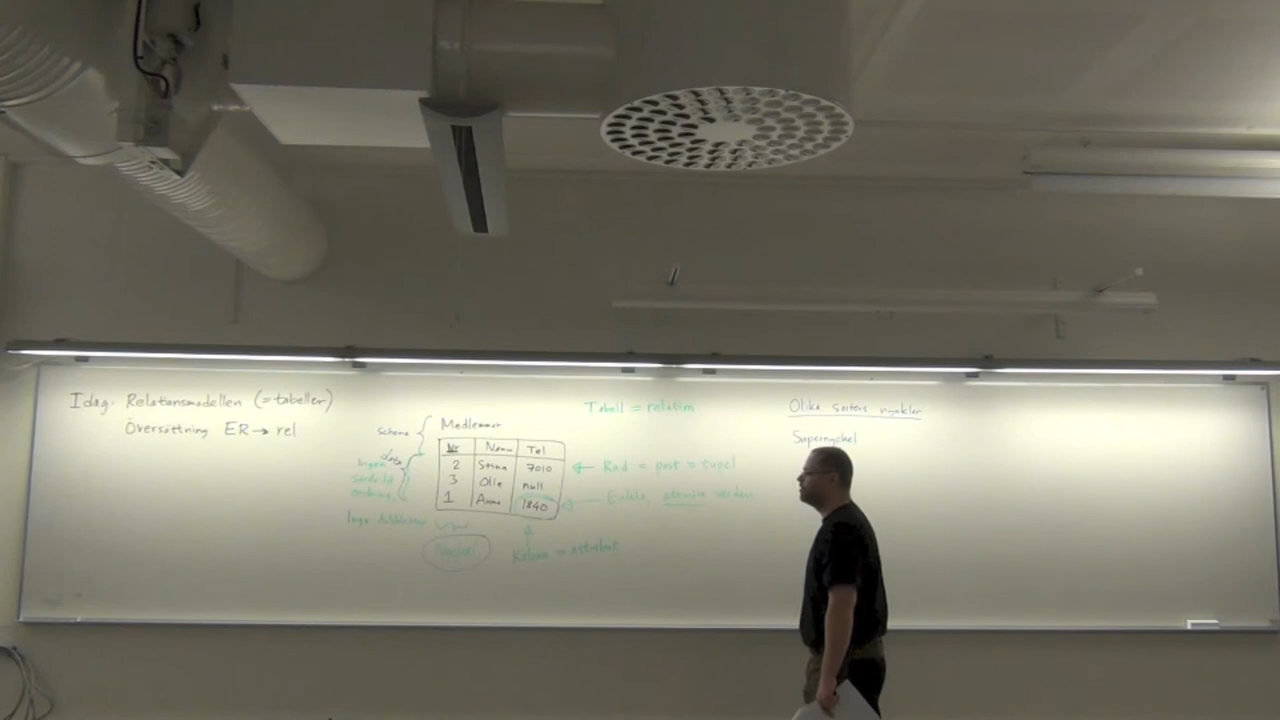 Idag: Relationsmodellen (=tabeller)
Översättning ER→rel
Schema
Medlemmar
Nr Namn Tel
2 Stina 7010
3 Olle null
1 Anna 1840
data
Ingen
särskild
ordning
Inga dubbletter
Nyckel
Kolumn = attribut
Tabell = relation
← Rad = post = tupel
← Enkla, atomära värden
Olika sorters nycklar
Supernyckel